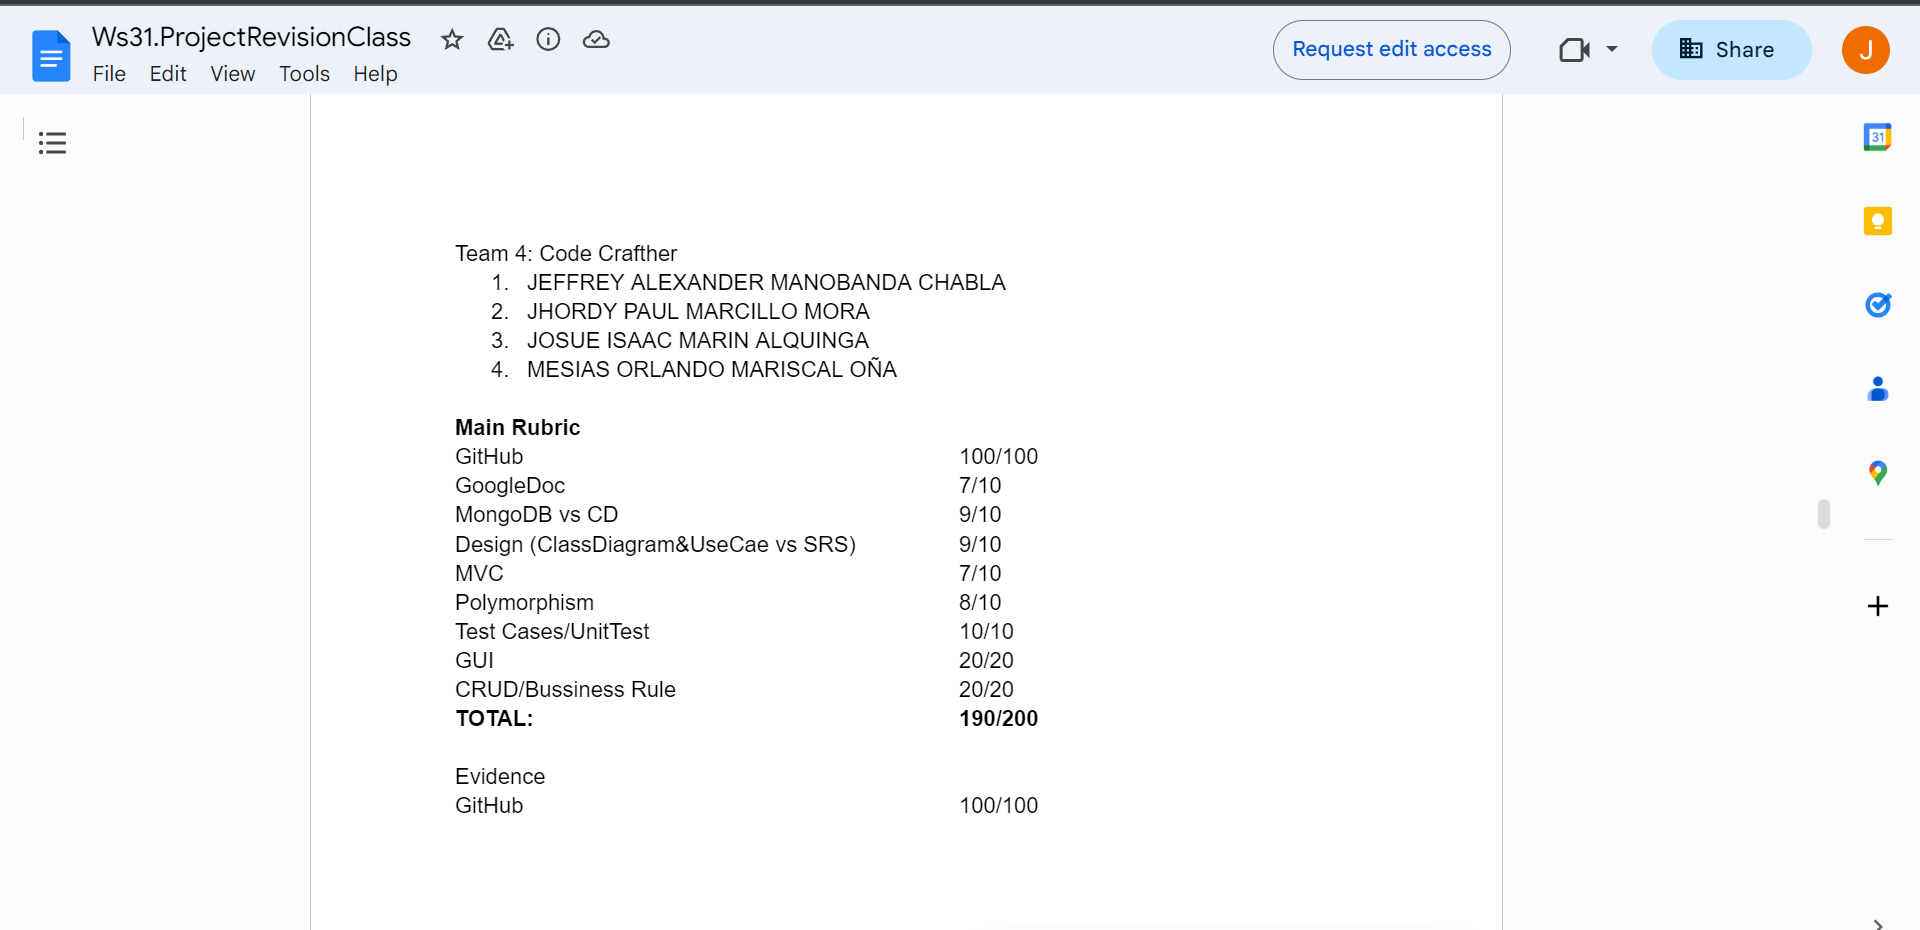 Ws31.ProjectRevisionClass
File Edit View Tools Help
Request edit access
Share
J
31
Team 4: Code Crafther
1. JEFFREY ALEXANDER MANOBANDA CHABLA
2. JHORDY PAUL MARCILLO MORA
3. JOSUE ISAAC MARIN ALQUINGA
4. MESIAS ORLANDO MARISCAL OÑA
Main Rubric
GitHub 100/100
GoogleDoc 7/10
MongoDB vs CD 9/10
Design (ClassDiagram&UseCae vs SRS) 9/10
MVC 7/10
Polymorphism 8/10
Test Cases/UnitTest 10/10
GUI 20/20
CRUD/Bussiness Rule 20/20
TOTAL: 190/200
Evidence
GitHub 100/100